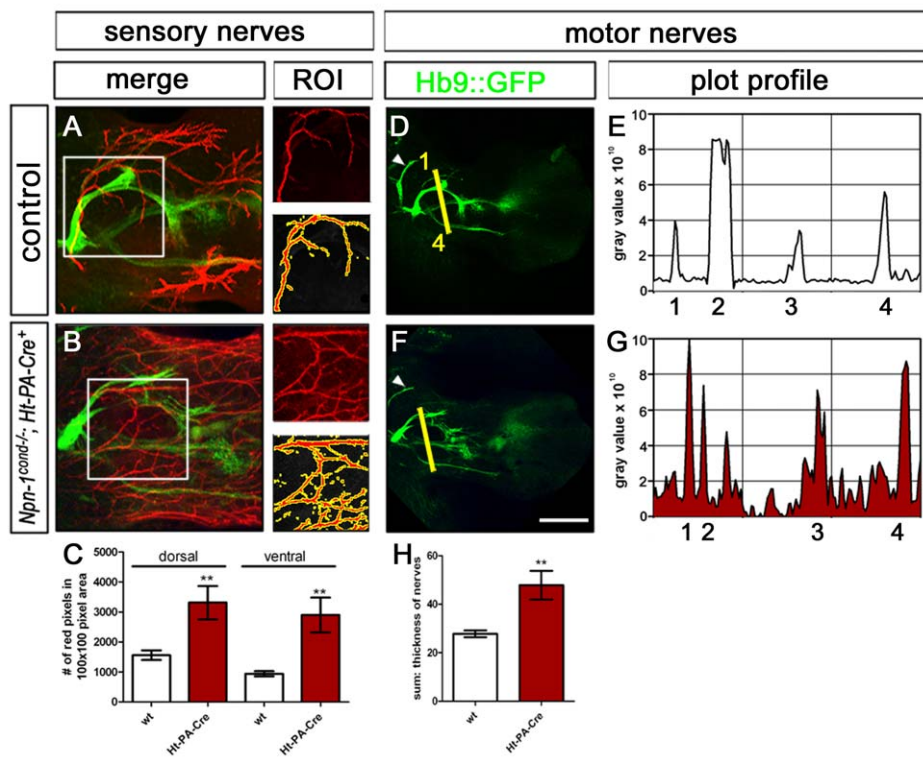 sensory nerves
motor nerves
merge
ROI
Hb9::GFP
plot profile
control
A
D
1
4
E
gray value x 10^10
10
8
6
4
2
0
1
2
3
4
Npn-1^cond/-; Ht-PA-Cre^+
B
F
G
gray value x 10^10
10
8
6
4
2
0
1 2
3
4
C
dorsal
ventral
# of red pixels in
100x100 pixel area
5000
4000
3000
2000
1000
0
**
**
wt
Ht-PA-Cre
wt
Ht-PA-Cre
H
sum: thickness of nerves
60
40
20
0
**
wt
Ht-PA-Cre